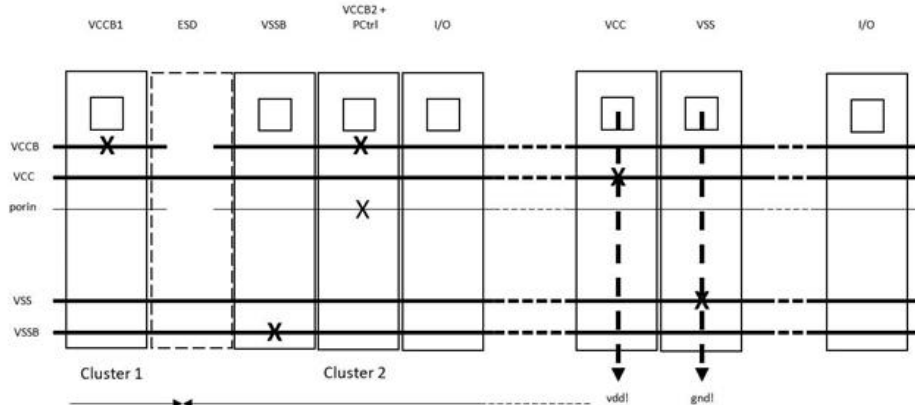 VCCB1 ESD VSSB VCCB2 + PCtrl I/O VCC VSS I/O
VCCB
VCC
porin
VSS
VSSB
Cluster 1 Cluster 2
vdd! gnd!